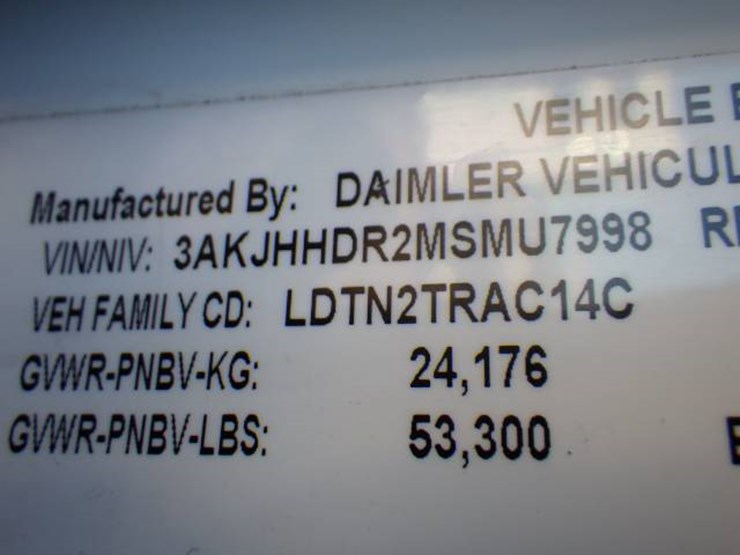 VEHICLE
Manufactured By: DAIMLER VEHICUL
VIN/NIV: 3AKJHHDR2MSMU7998
VEH FAMILY CD: LDTN2TRAC14C
GVWR-PNBV-KG: 24,176
GVWR-PNBV-LBS: 53,300